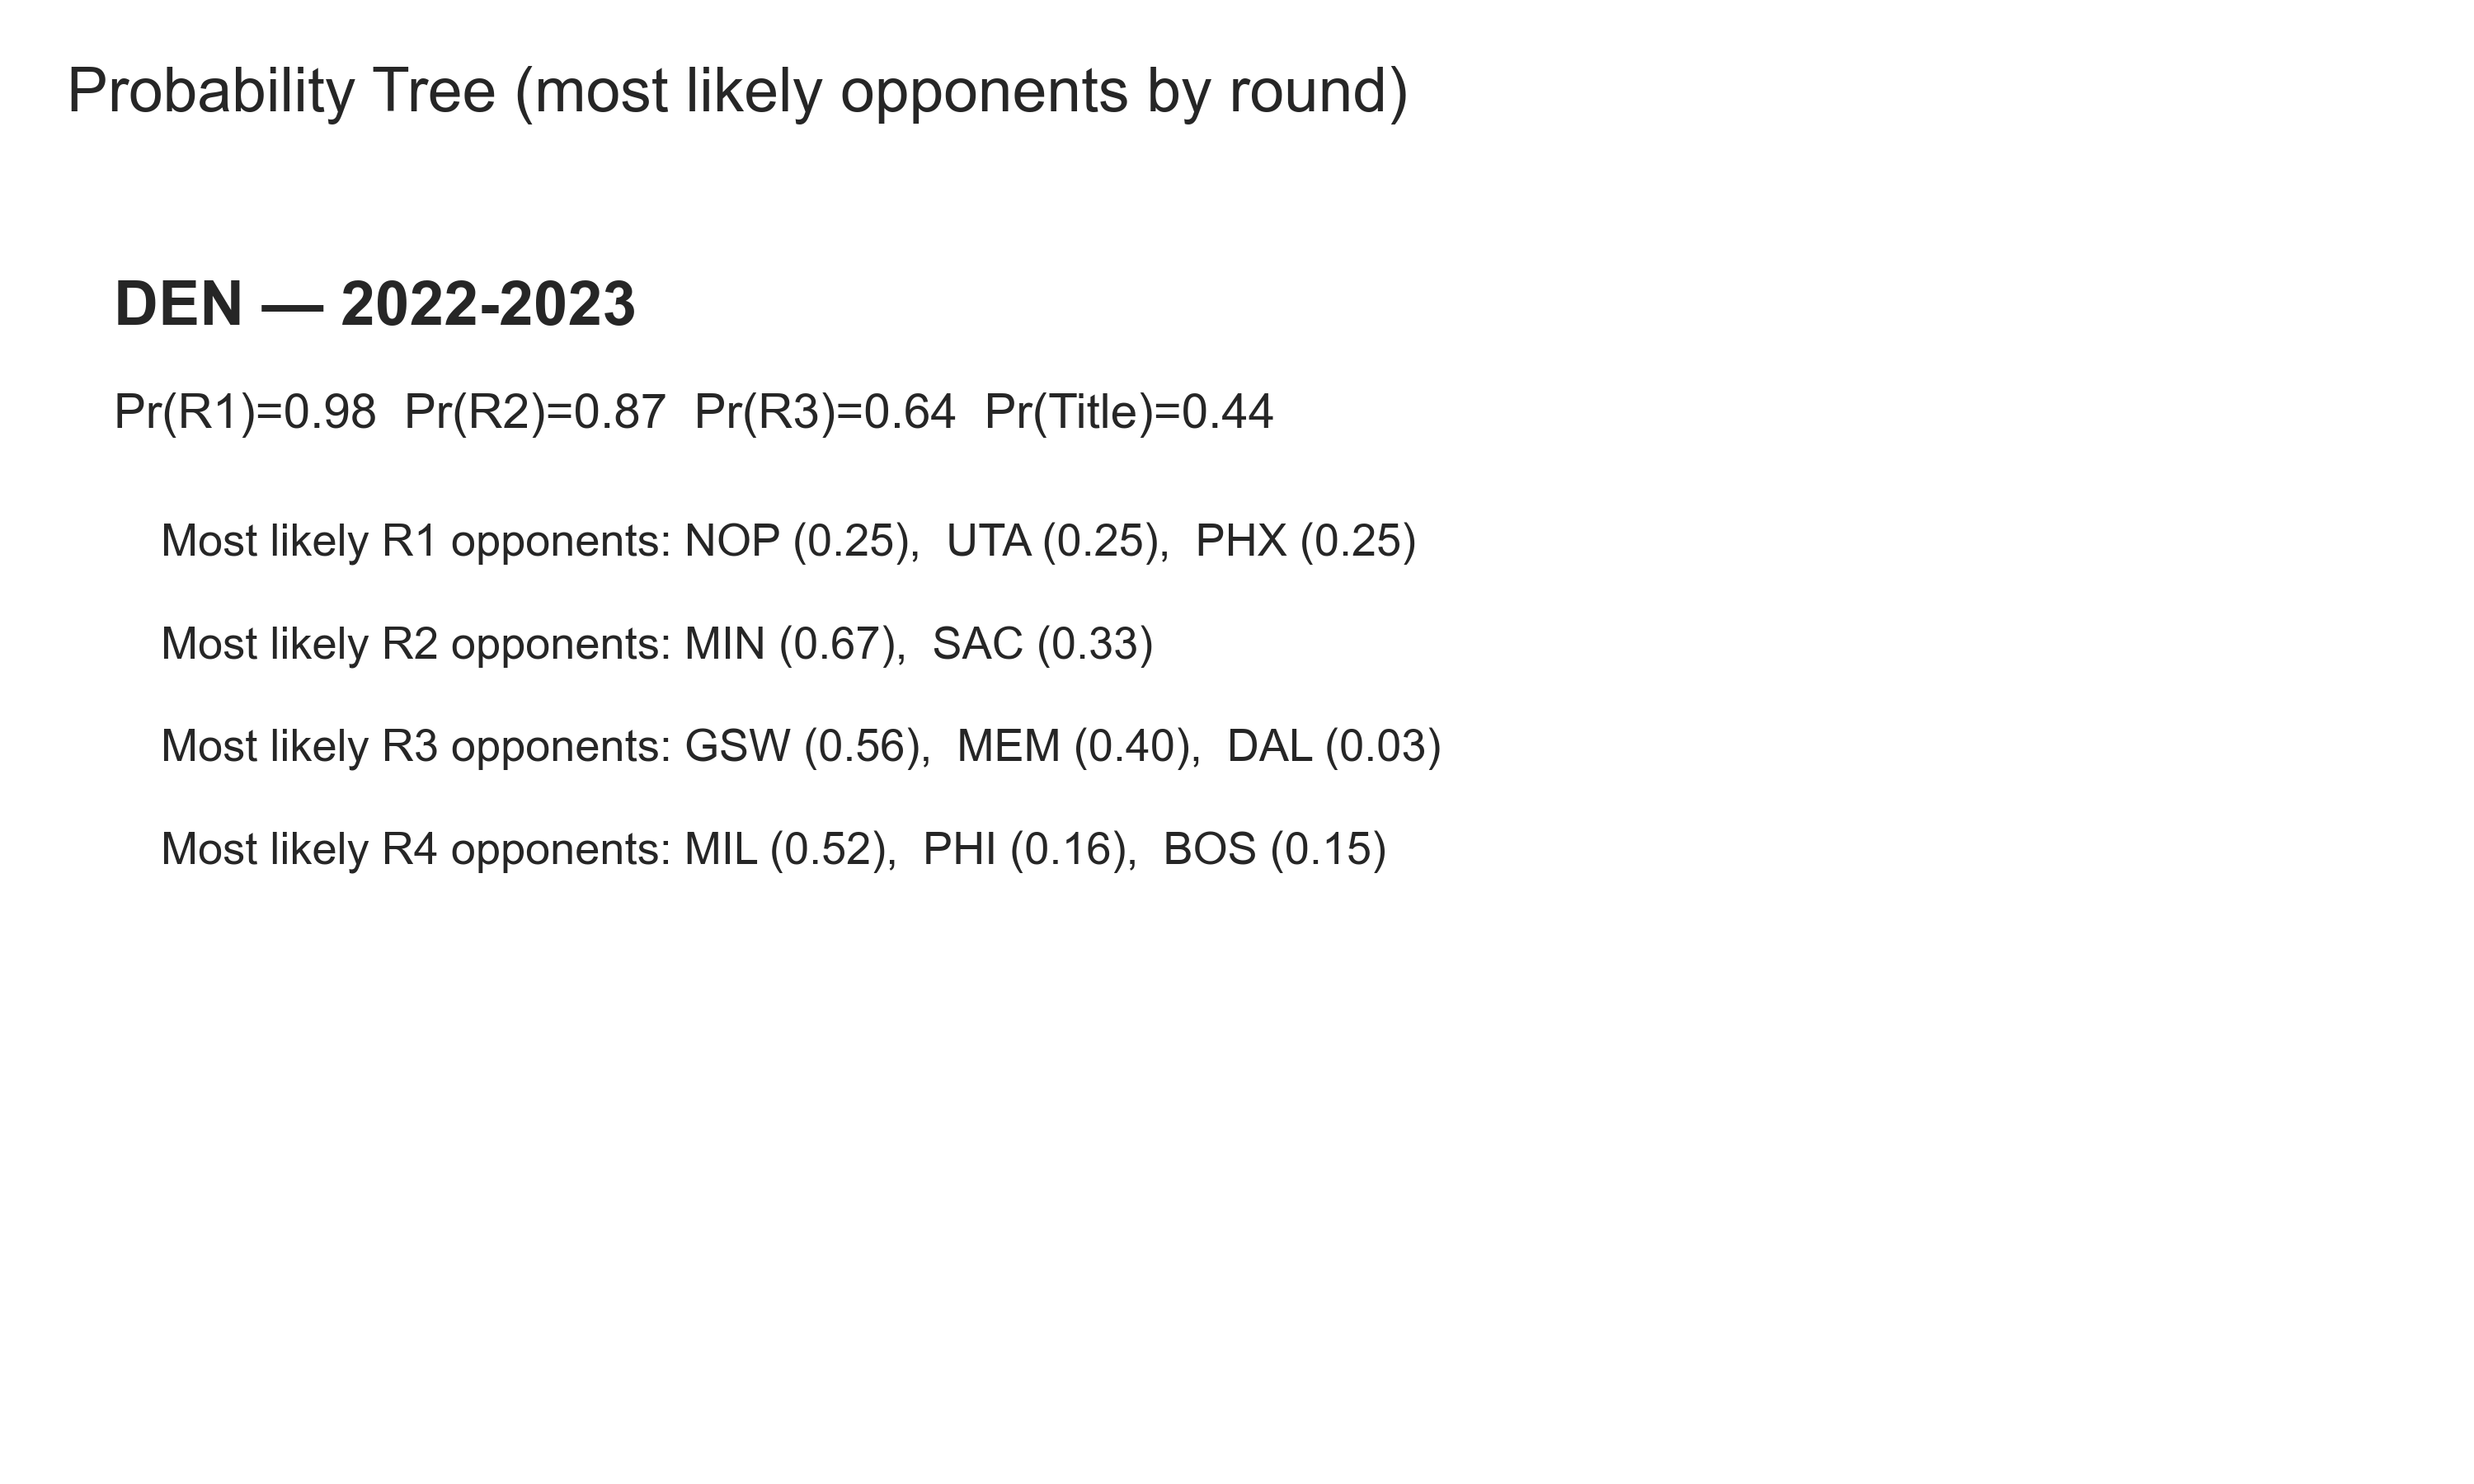 Probability Tree (most likely opponents by round)
DEN — 2022-2023
Pr(R1)=0.98  Pr(R2)=0.87  Pr(R3)=0.64  Pr(Title)=0.44
Most likely R1 opponents: NOP (0.25),  UTA (0.25),  PHX (0.25)
Most likely R2 opponents: MIN (0.67),  SAC (0.33)
Most likely R3 opponents: GSW (0.56),  MEM (0.40),  DAL (0.03)
Most likely R4 opponents: MIL (0.52),  PHI (0.16),  BOS (0.15)